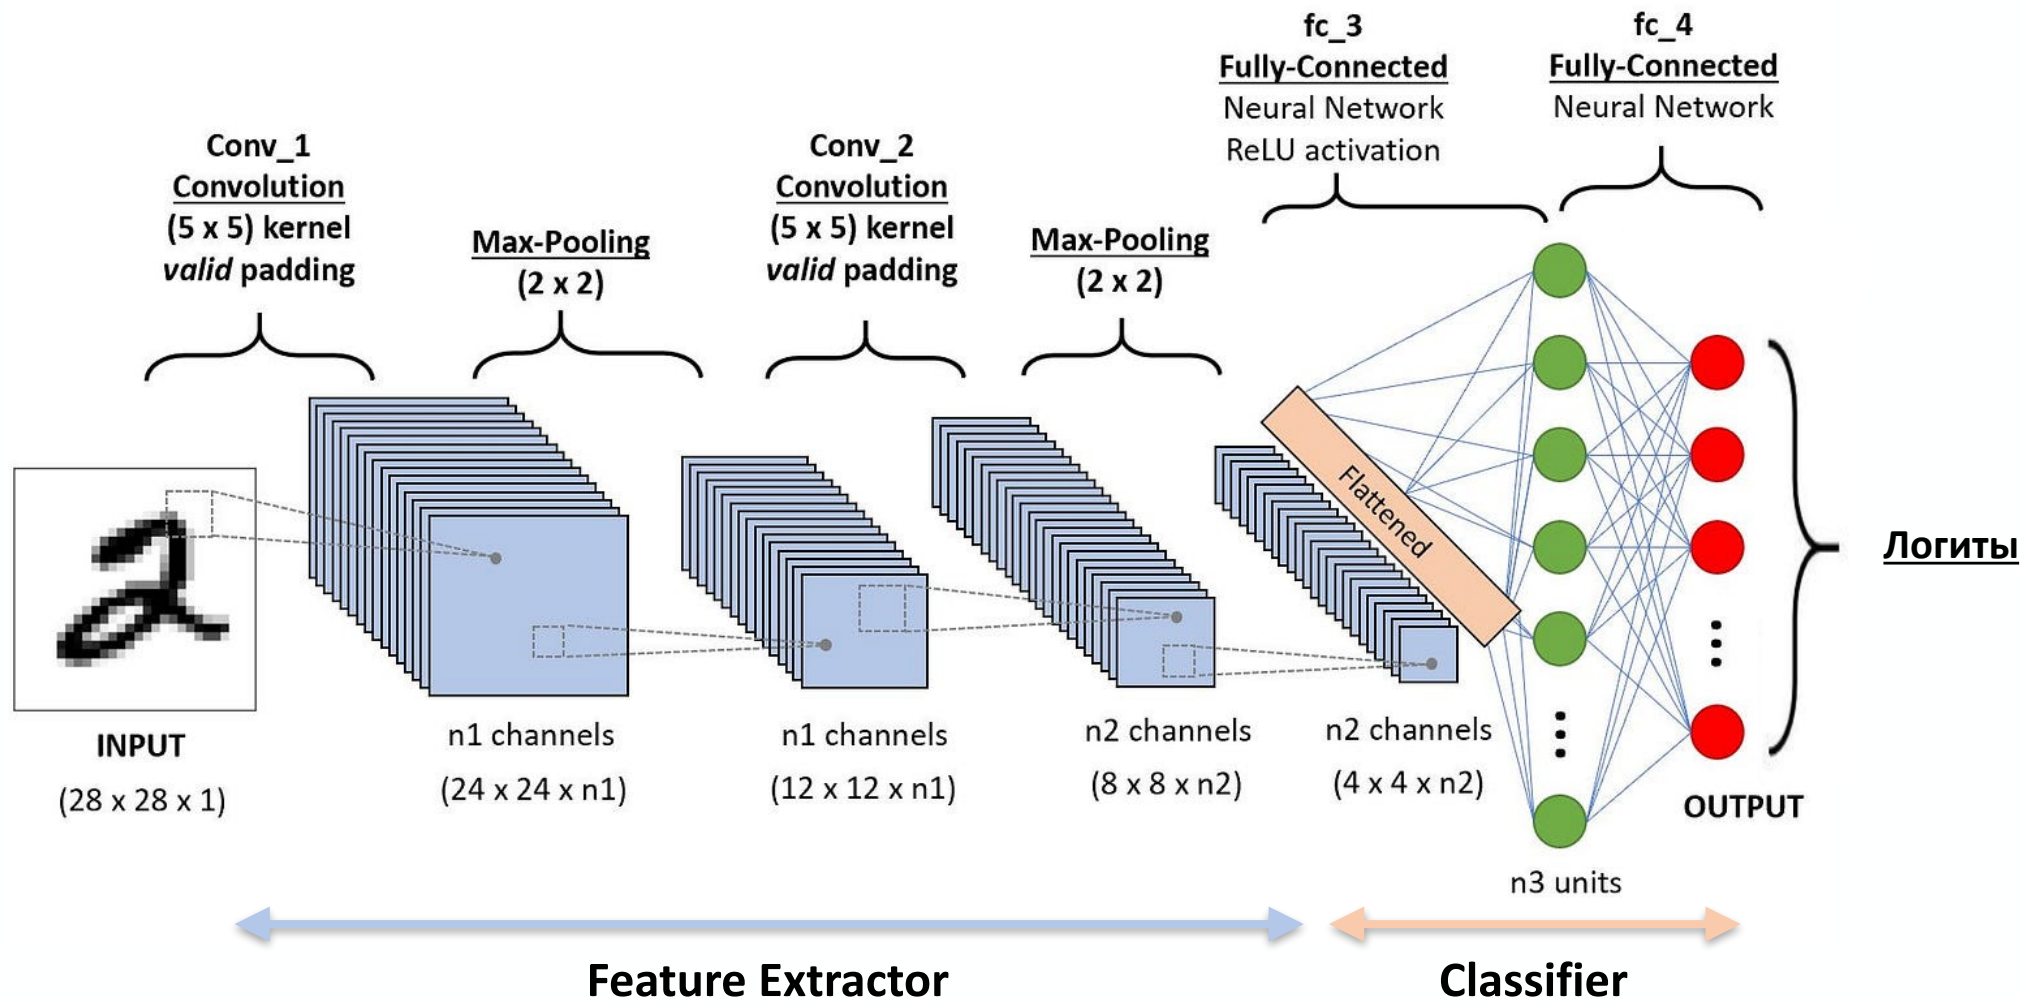 Conv_1
Convolution
(5 x 5) kernel
valid padding
Max-Pooling
(2 x 2)
Conv_2
Convolution
(5 x 5) kernel
valid padding
Max-Pooling
(2 x 2)
fc_3
Fully-Connected
Neural Network
ReLU activation
fc_4
Fully-Connected
Neural Network
Flattened
INPUT
(28 x 28 x 1)
n1 channels
(24 x 24 x n1)
n1 channels
(12 x 12 x n1)
n2 channels
(8 x 8 x n2)
n2 channels
(4 x 4 x n2)
n3 units
OUTPUT
Логиты
Feature Extractor
Classifier